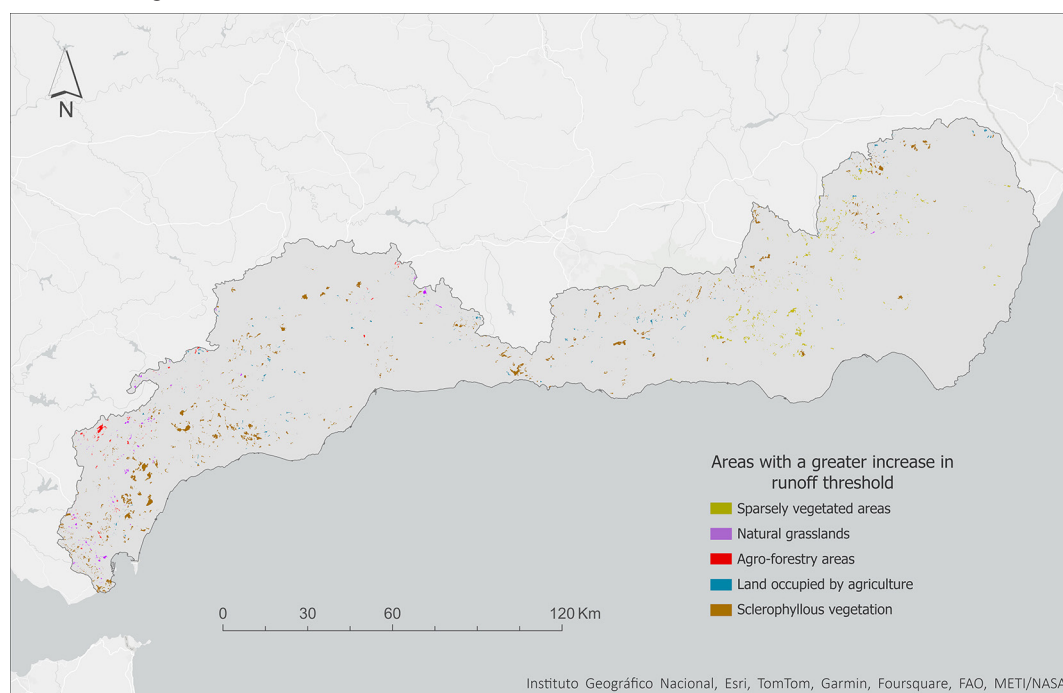 N
Areas with a greater increase in
runoff threshold
Sparsely vegetated areas
Natural grasslands
Agro-forestry areas
Land occupied by agriculture
Sclerophyllous vegetation
0 30 60 120 Km
Instituto Geográfico Nacional, Esri, TomTom, Garmin, Foursquare, FAO, METI/NASA